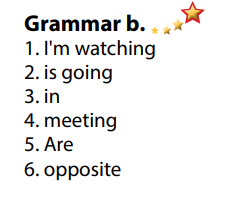 Grammar b.
1. I'm watching
2. is going
3. in
4. meeting
5. Are
6. opposite